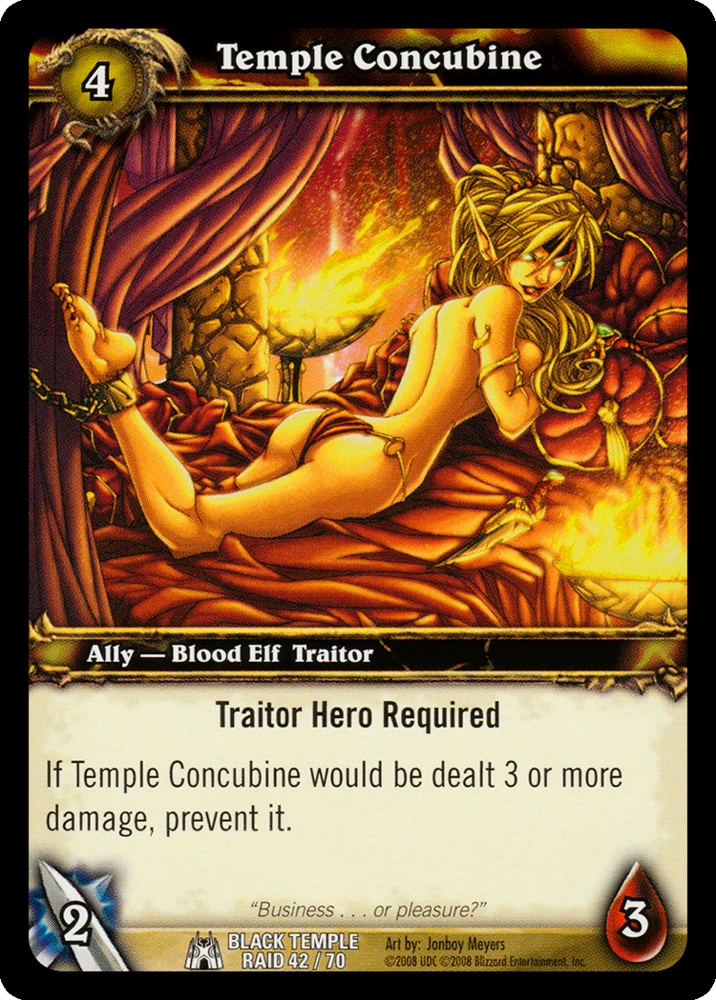 4
Temple Concubine
Ally — Blood Elf Traitor
Traitor Hero Required
If Temple Concubine would be dealt 3 or more
damage, prevent it.
"Business . . . or pleasure?"
2
3
BLACK TEMPLE
RAID 42 / 70
Art by: Jonboy Meyers
©2008 UDC ©2008 Blizzard Entertainment, Inc.